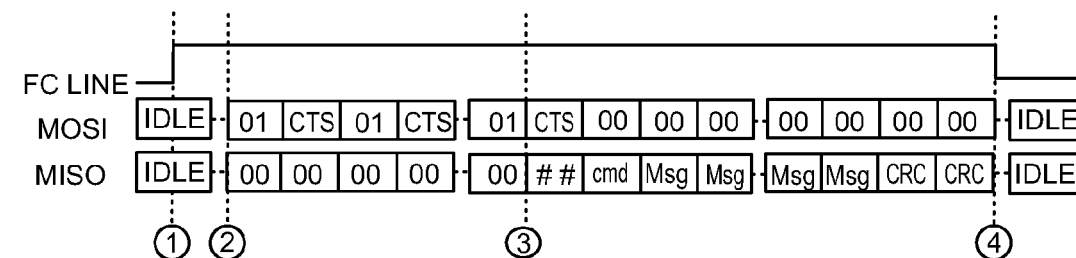 FC LINE
MOSI IDLE 01 CTS 01 CTS 01 CTS 00 00 00 00 00 00 00 IDLE
MISO IDLE 00 00 00 00 00 ## cmd Msg Msg Msg Msg CRC CRC IDLE
1 2 3 4